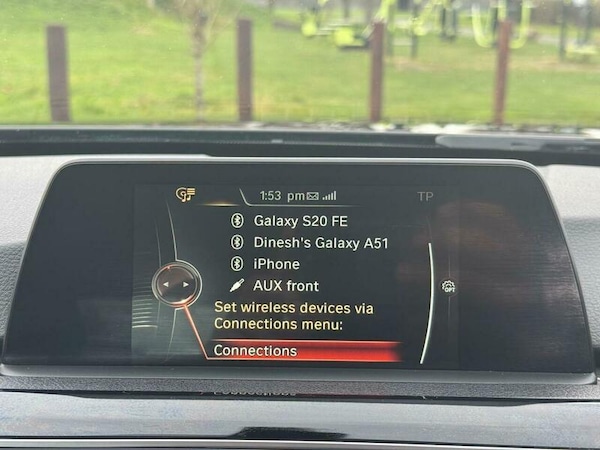 1:53 pm
TP
Galaxy S20 FE
Dinesh's Galaxy A51
iPhone
AUX front
OPT
Set wireless devices via
Connections menu:
Connections